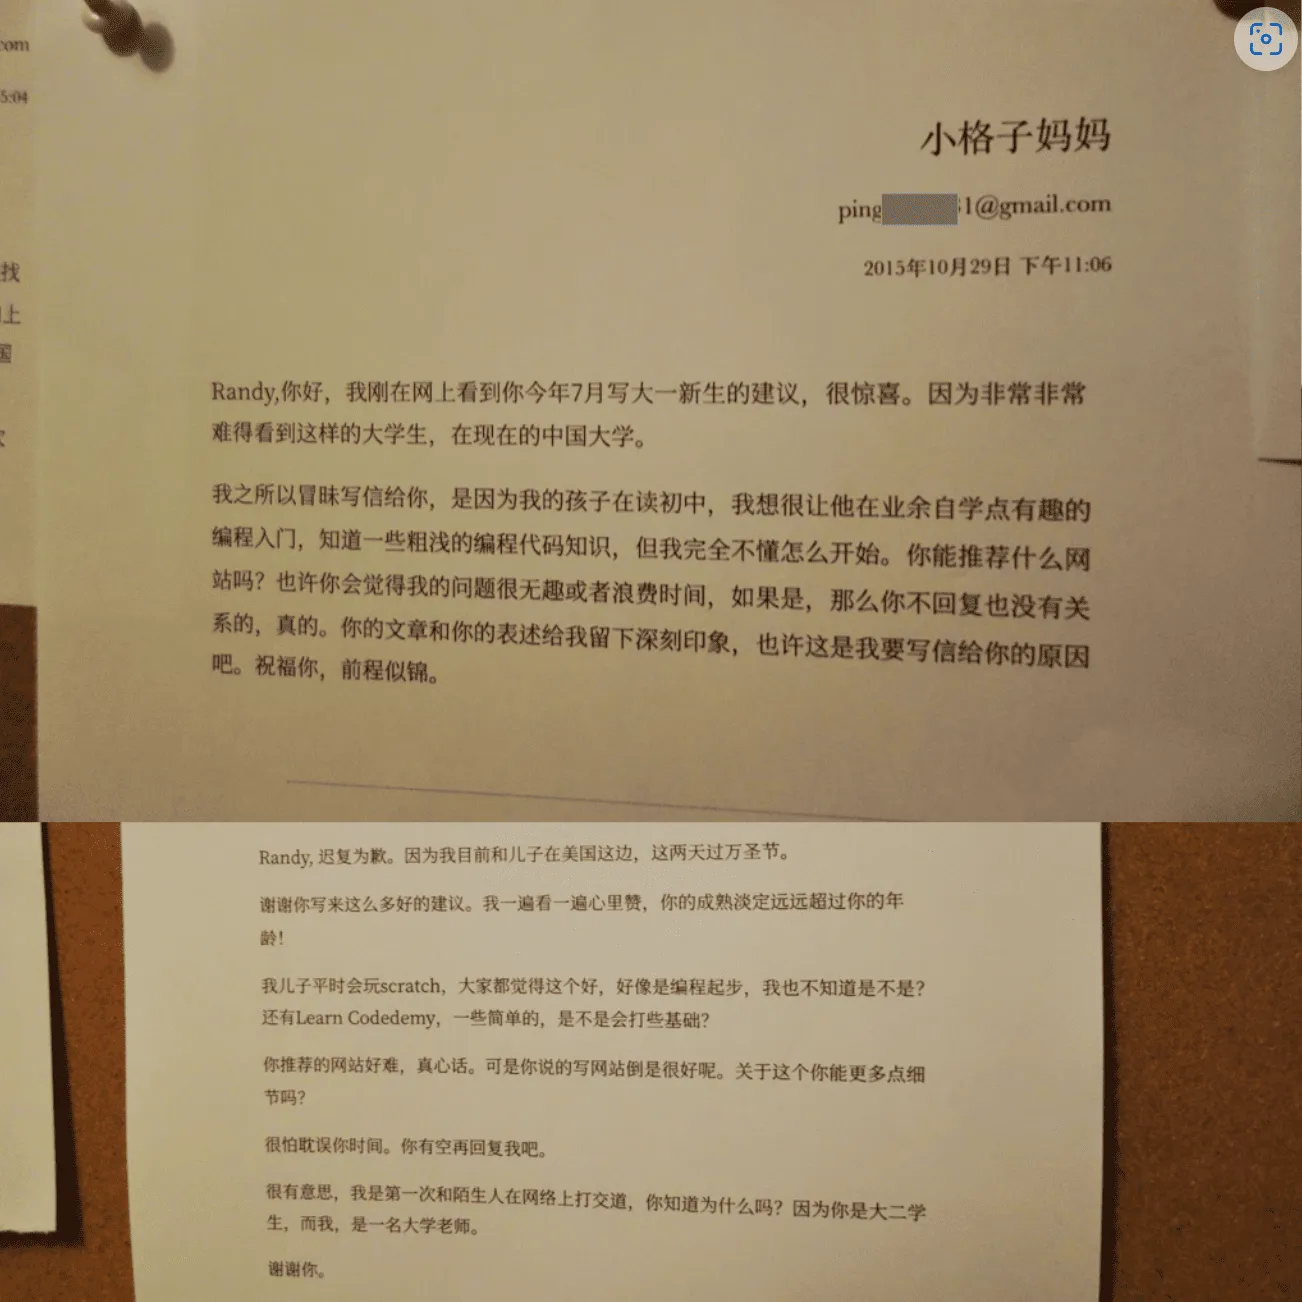 com
5:04
找
上
国
小格子妈妈
ping 31@gmail.com
2015年10月29日 下午11:06
Randy,你好，我刚在网上看到你今年7月写大一新生的建议，很惊喜。因为非常非常
难得看到这样的大学生，在现在的中国大学。
我之所以冒昧写信给你，是因为我的孩子在读初中，我想很让他在业余自学点有趣的
编程入门，知道一些粗浅的编程代码知识，但我完全不懂怎么开始。你能推荐什么网
站吗？也许你会觉得我的问题很无趣或者浪费时间，如果是，那么你不回复也没有关
系的，真的。你的文章和你的表述给我留下深刻印象，也许这是我要写信给你的原因
吧。祝福你，前程似锦。
Randy, 迟复为歉。因为我目前和儿子在美国这边，这两天过万圣节。
谢谢你写来这么多好的建议。我一遍看一遍心里赞，你的成熟淡定远远超过你的年
龄！
我儿子平时会玩scratch，大家都觉得这个好，好像是编程起步，我也不知道是不是？
还有Learn Codedemy，一些简单的，是不是会打些基础？
你推荐的网站好难，真心话。可是你说的写网站倒是很好呢。关于这个你能更多点细
节吗？
很怕耽误你时间。你有空再回复我吧。
很有意思，我是第一次和陌生人在网络上打交道，你知道为什么吗？因为你是大二学
生，而我，是一名大学老师。
谢谢你。